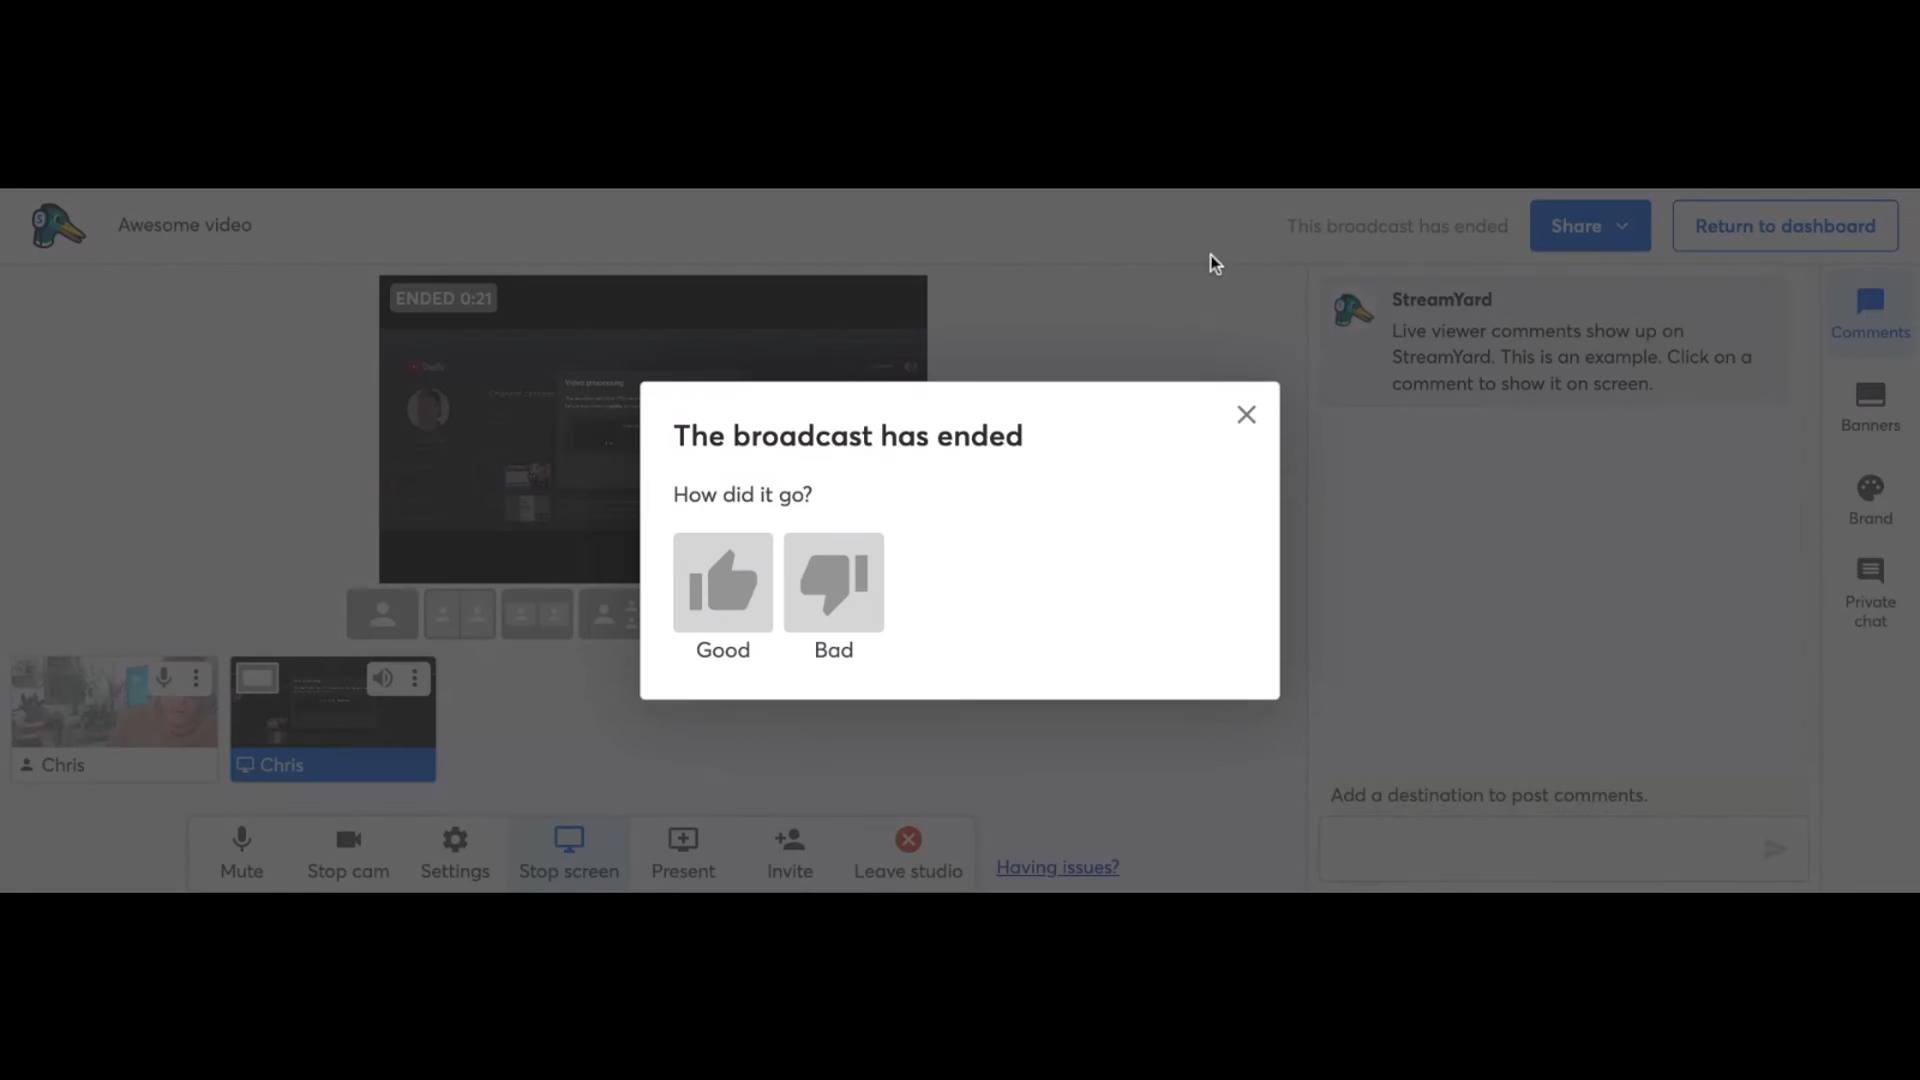 Awesome video
This broadcast has ended
Share
Return to dashboard
ENDED 0:21
StreamYard
Live viewer comments show up on
StreamYard. This is an example. Click on a
comment to show it on screen.
Comments
Banners
Brand
Private
chat
Video processing
The broadcast has ended
How did it go?
Good
Bad
Chris
Chris
Add a destination to post comments.
Mute
Stop cam
Settings
Stop screen
Present
Invite
Leave studio
Having issues?